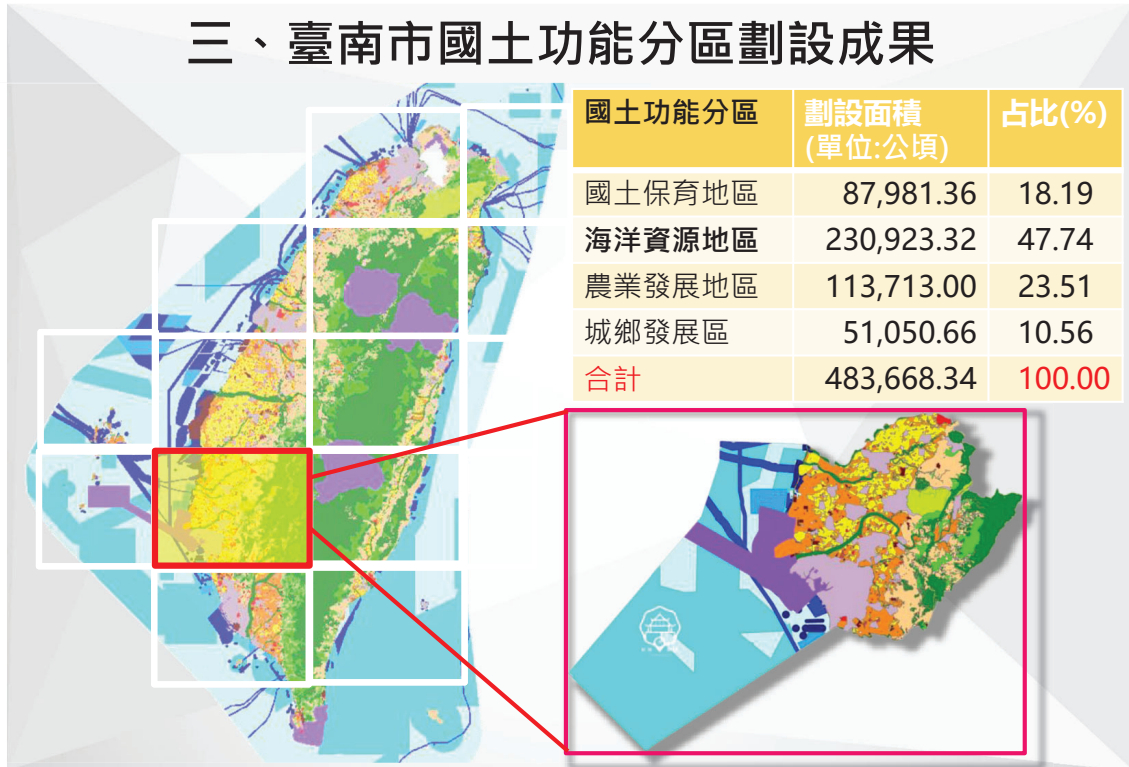 三、臺南市國土功能分區劃設成果
國土功能分區 劃設面積 占比(%)
(單位:公頃)
國土保育地區 87,981.36 18.19
海洋資源地區 230,923.32 47.74
農業發展地區 113,713.00 23.51
城鄉發展區 51,050.66 10.56
合計 483,668.34 100.00